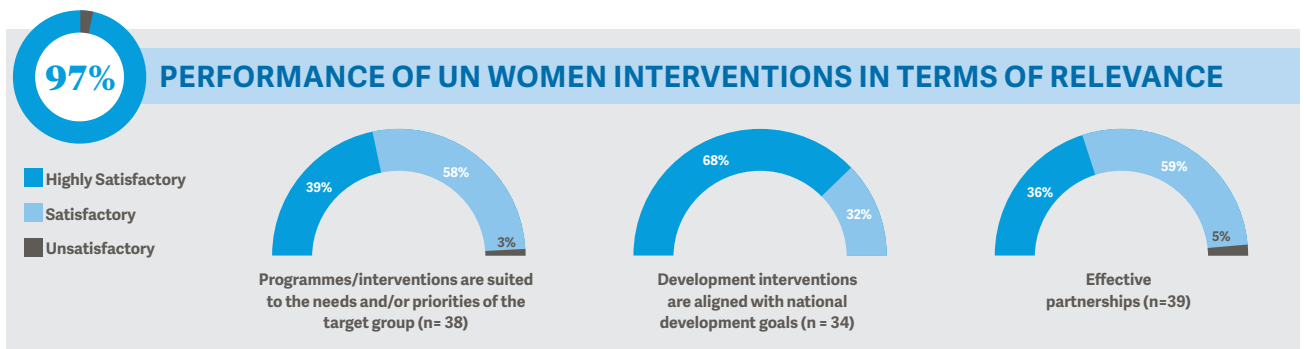 97%
PERFORMANCE OF UN WOMEN INTERVENTIONS IN TERMS OF RELEVANCE
Highly Satisfactory
Satisfactory
Unsatisfactory
39%
58%
3%
Programmes/interventions are suited
to the needs and/or priorities of the
target group (n= 38)
68%
32%
Development interventions
are aligned with national
development goals (n = 34)
36%
59%
5%
Effective
partnerships (n=39)